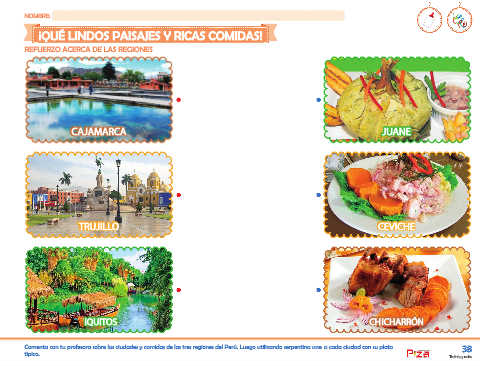 NOMBRE:
¡QUÉ LINDOS PAISAJES Y RICAS COMIDAS!
REFUERZO ACERCA DE LAS REGIONES
CAJAMARCA
JUANE
TRUJILLO
CEVICHE
IQUITOS
CHICHARRÓN
Comenta con tu profesora sobre las ciudades y comidas de las tres regiones del Perú. Luego utilizando serpentina une a cada ciudad con su plato
típico.
38